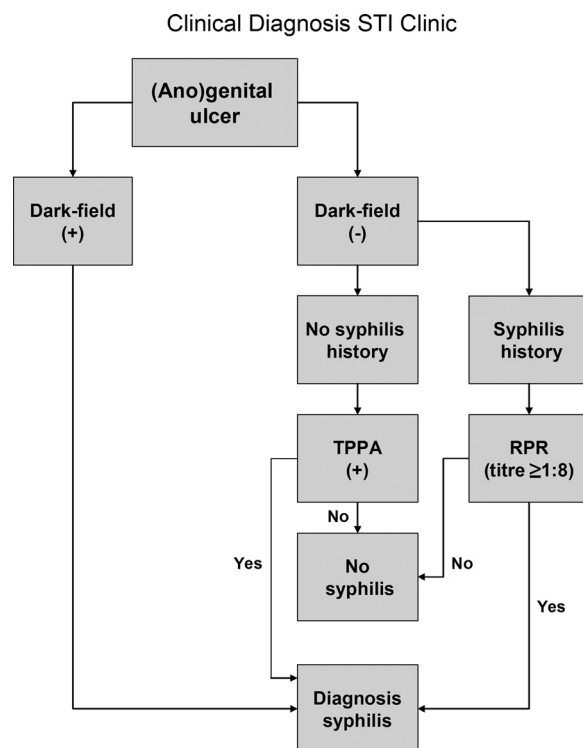 Clinical Diagnosis STI Clinic
(Ano)genital
ulcer
Dark-field
(+)
Dark-field
(-)
No syphilis
history
Syphilis
history
TPPA
(+)
RPR
(titre ≥1:8)
No
Yes
No
syphilis
No
Yes
Diagnosis
syphilis